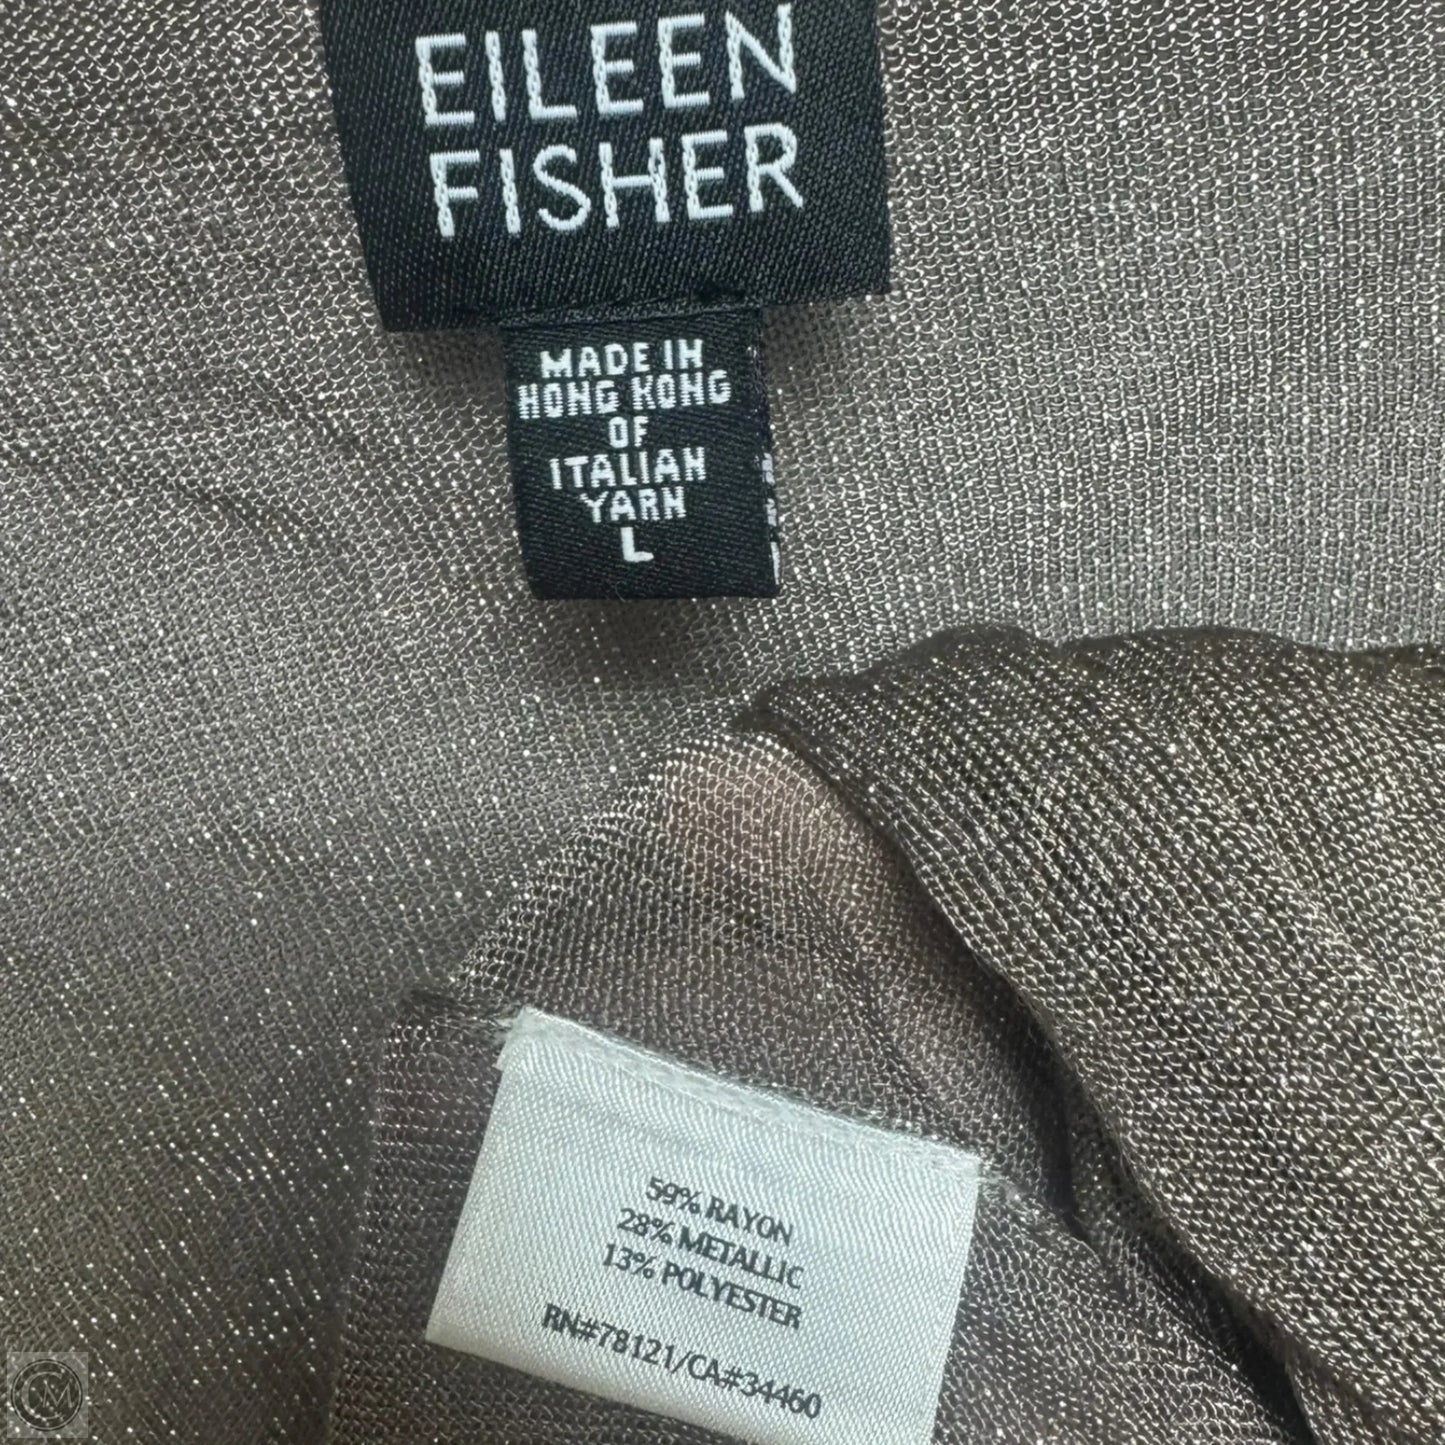 EILEEN
FISHER
MADE IN
HONG KONG
OF
ITALIAN
YARN
L
59% RAYON
28% METALLIC
13% POLYESTER
RN#78121/CA#34460